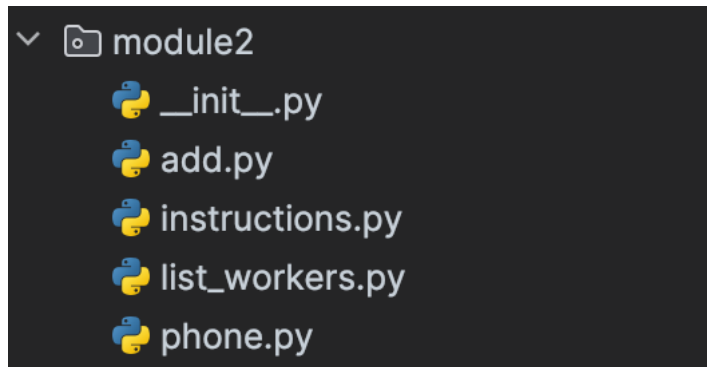 module2
__init__.py
add.py
instructions.py
list_workers.py
phone.py